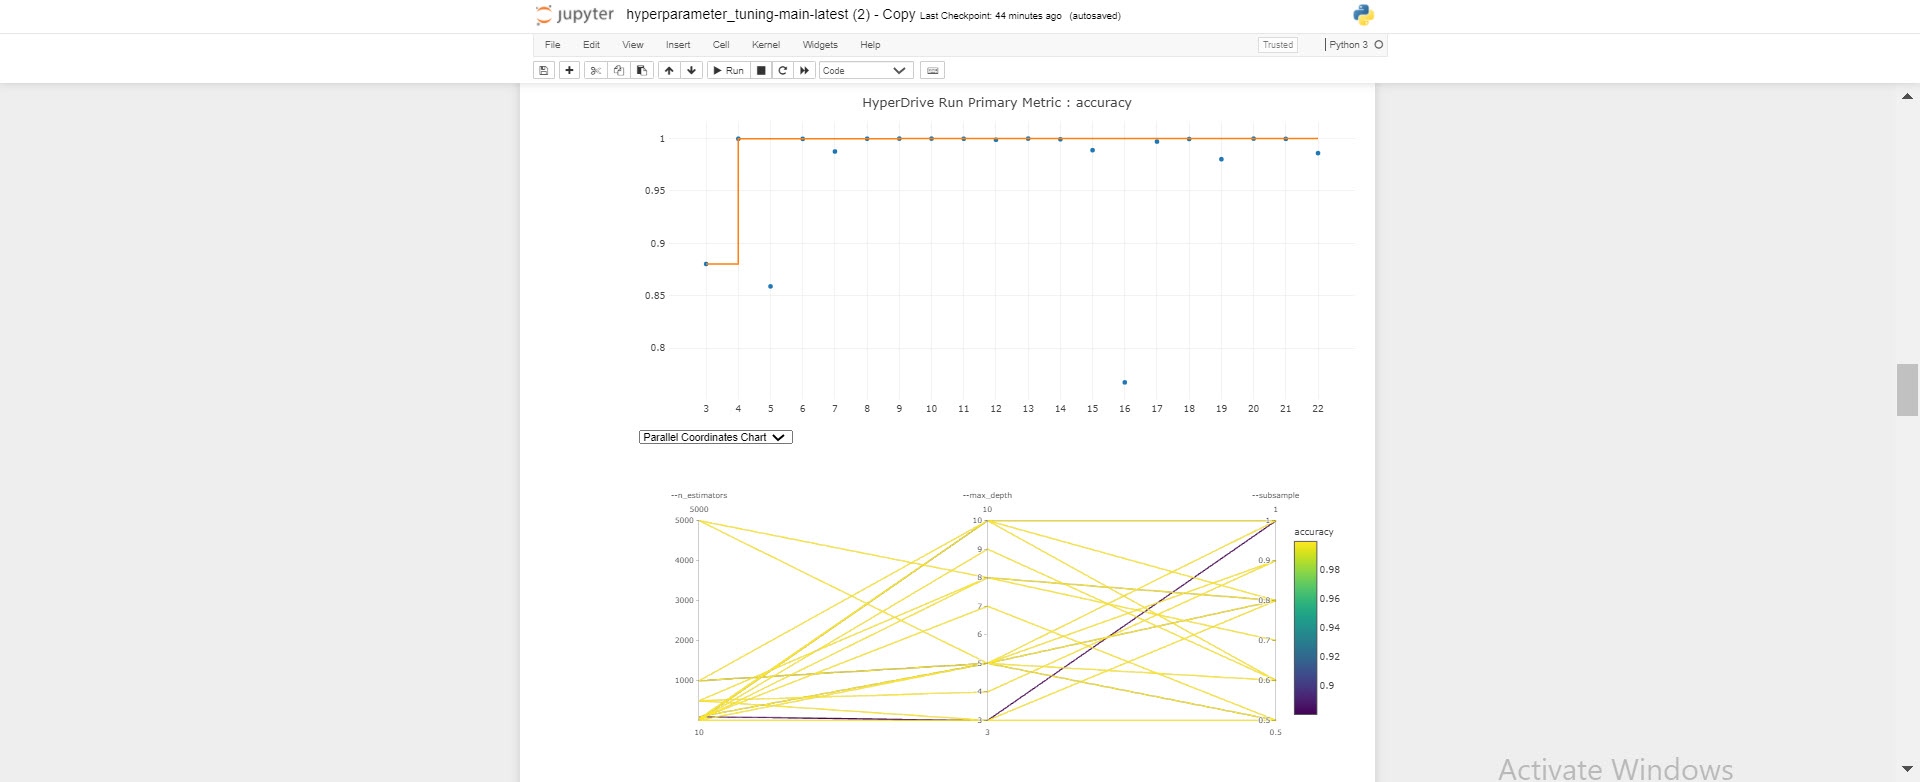 jupyter hyperparameter_tuning-main-latest (2) - Copy Last Checkpoint: 44 minutes ago (autosaved)
File Edit View Insert Cell Kernel Widgets Help Trusted Python 3
Run Code
HyperDrive Run Primary Metric : accuracy
1
0.95
0.9
0.85
0.8
3 4 5 6 7 8 9 10 11 12 13 14 15 16 17 18 19 20 21 22
Parallel Coordinates Chart
--n_estimators --max_depth --subsample
5000 10 1
5000 10 1
accuracy
4000 9 0.9
0.98
8
3000 0.8
0.96
7
2000 6 0.7
0.94
1000 5 0.6
0.92
4
0.9
3 0.5
10 3 0.5
Activate Windows